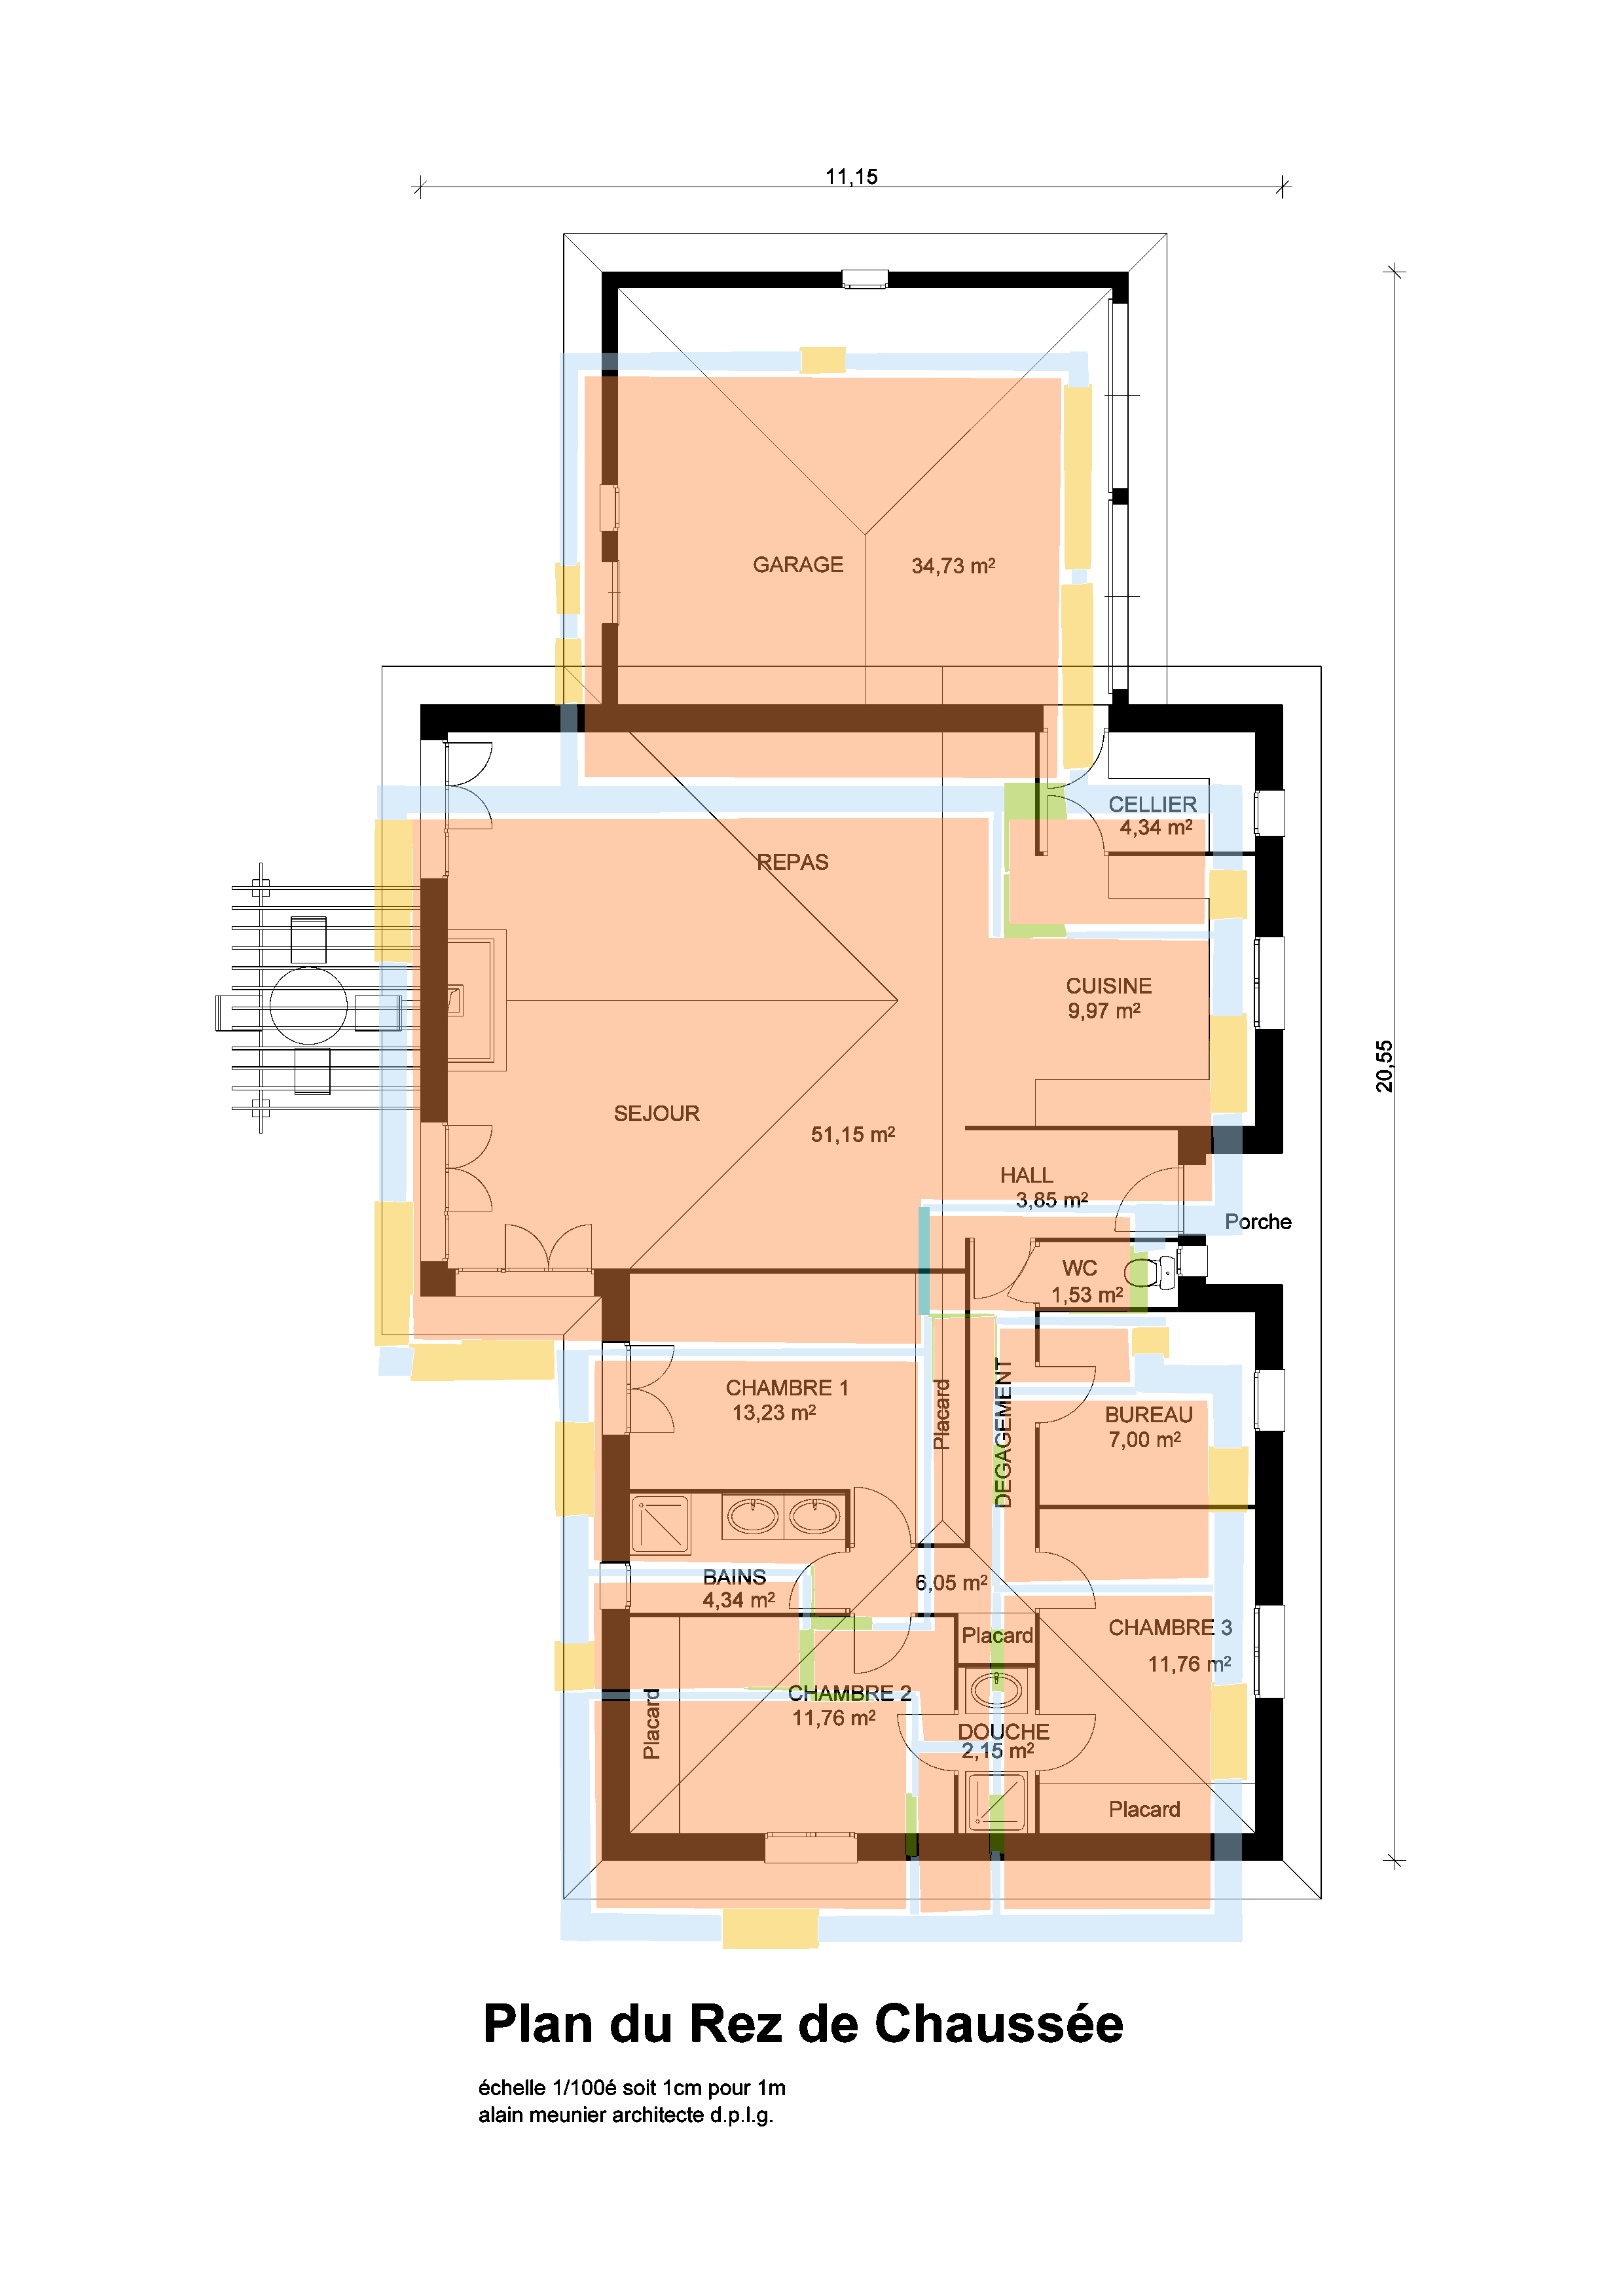 11,15
GARAGE
34,73 m²
CELLIER
4,34 m²
REPAS
CUISINE
9,97 m²
20,55
SEJOUR
51,15 m²
HALL
3,85 m²
Porche
WC
1,53 m²
CHAMBRE 1
13,23 m²
Placard
DEGAGEMENT
BUREAU
7,00 m²
BAINS
4,34 m²
6,05 m²
Placard
CHAMBRE 3
11,76 m²
CHAMBRE 2
11,76 m²
Placard
DOUCHE
2,15 m²
Placard
Plan du Rez de Chaussée
échelle 1/100é soit 1cm pour 1m
alain meunier architecte d.p.l.g.